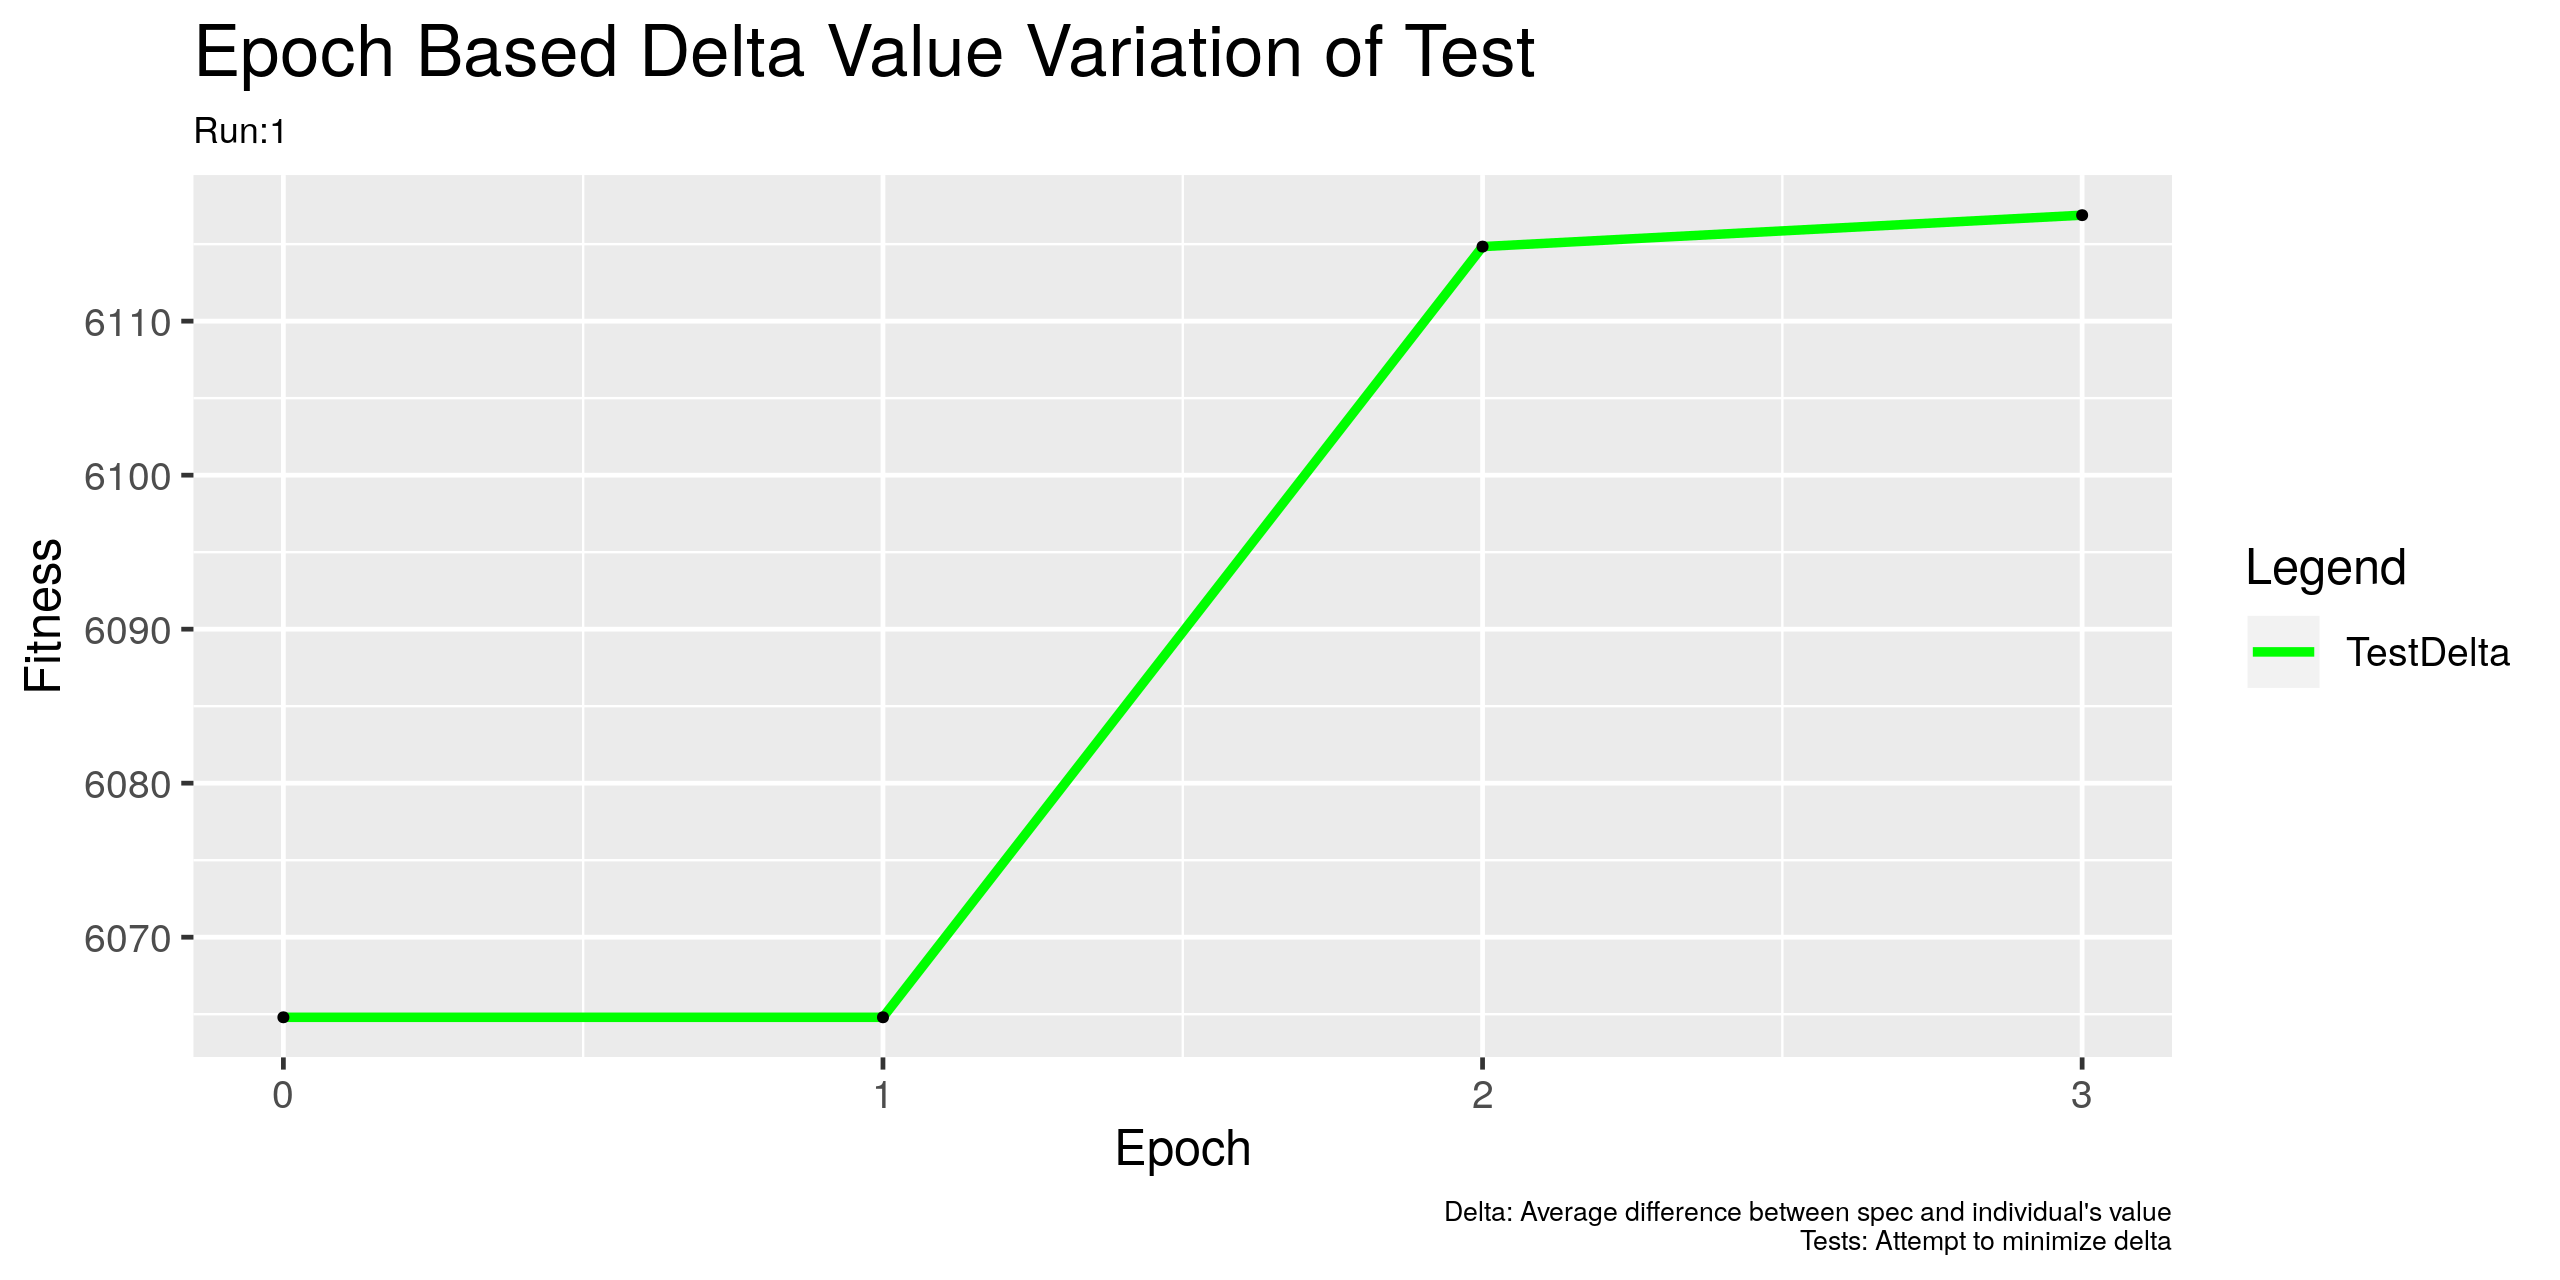 Epoch Based Delta Value Variation of Test
Run:1
Fitness
6110
6100
6090
6080
6070
0 1 2 3
Epoch
Legend
TestDelta
Delta: Average difference between spec and individual's value
Tests: Attempt to minimize delta